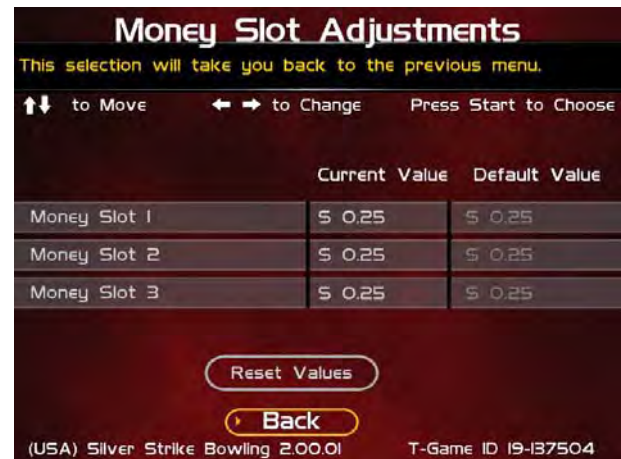 Money Slot Adjustments
This selection will take you back to the previous menu.
to Move to Change Press Start to Choose
Current Value Default Value
Money Slot 1 $ 0.25 $ 0.25
Money Slot 2 $ 0.25 $ 0.25
Money Slot 3 $ 0.25 $ 0.25
Reset Values
Back
(USA) Silver Strike Bowling 2.00.01 T-Game ID 19-137504